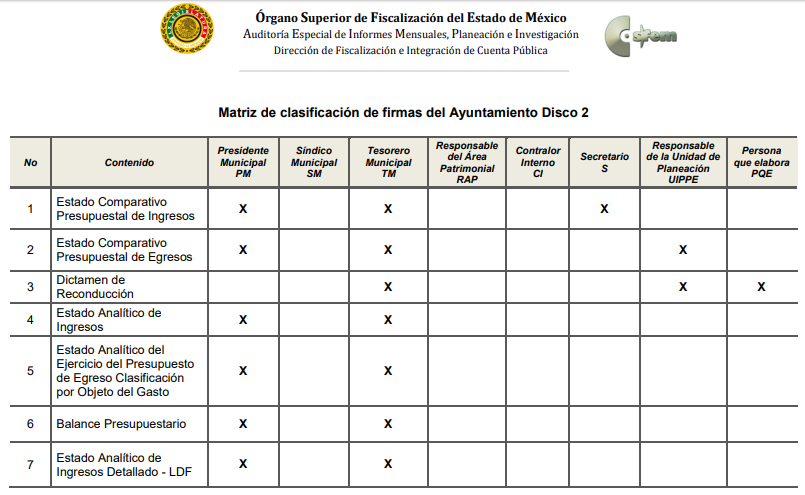 Órgano Superior de Fiscalización del Estado de México
Auditoría Especial de Informes Mensuales, Planeación e Investigación
Dirección de Fiscalización e Integración de Cuenta Pública
osfem
Matriz de clasificación de firmas del Ayuntamiento Disco 2
No
Contenido
Presidente
Municipal
PM
Síndico
Municipal
SM
Tesorero
Municipal
TM
Responsable
del Área
Patrimonial
RAP
Contralor
Interno
CI
Secretario
S
Responsable
de la Unidad de
Planeación
UIPPE
Persona
que elabora
PQE
1
Estado Comparativo
Presupuestal de Ingresos
X
X
X
2
Estado Comparativo
Presupuestal de Egresos
X
X
X
3
Dictamen de
Reconducción
X
X
X
4
Estado Analítico de
Ingresos
X
X
5
Estado Analítico del
Ejercicio del Presupuesto
de Egreso Clasificación
por Objeto del Gasto
X
X
6
Balance Presupuestario
X
X
7
Estado Analítico de
Ingresos Detallado - LDF
X
X